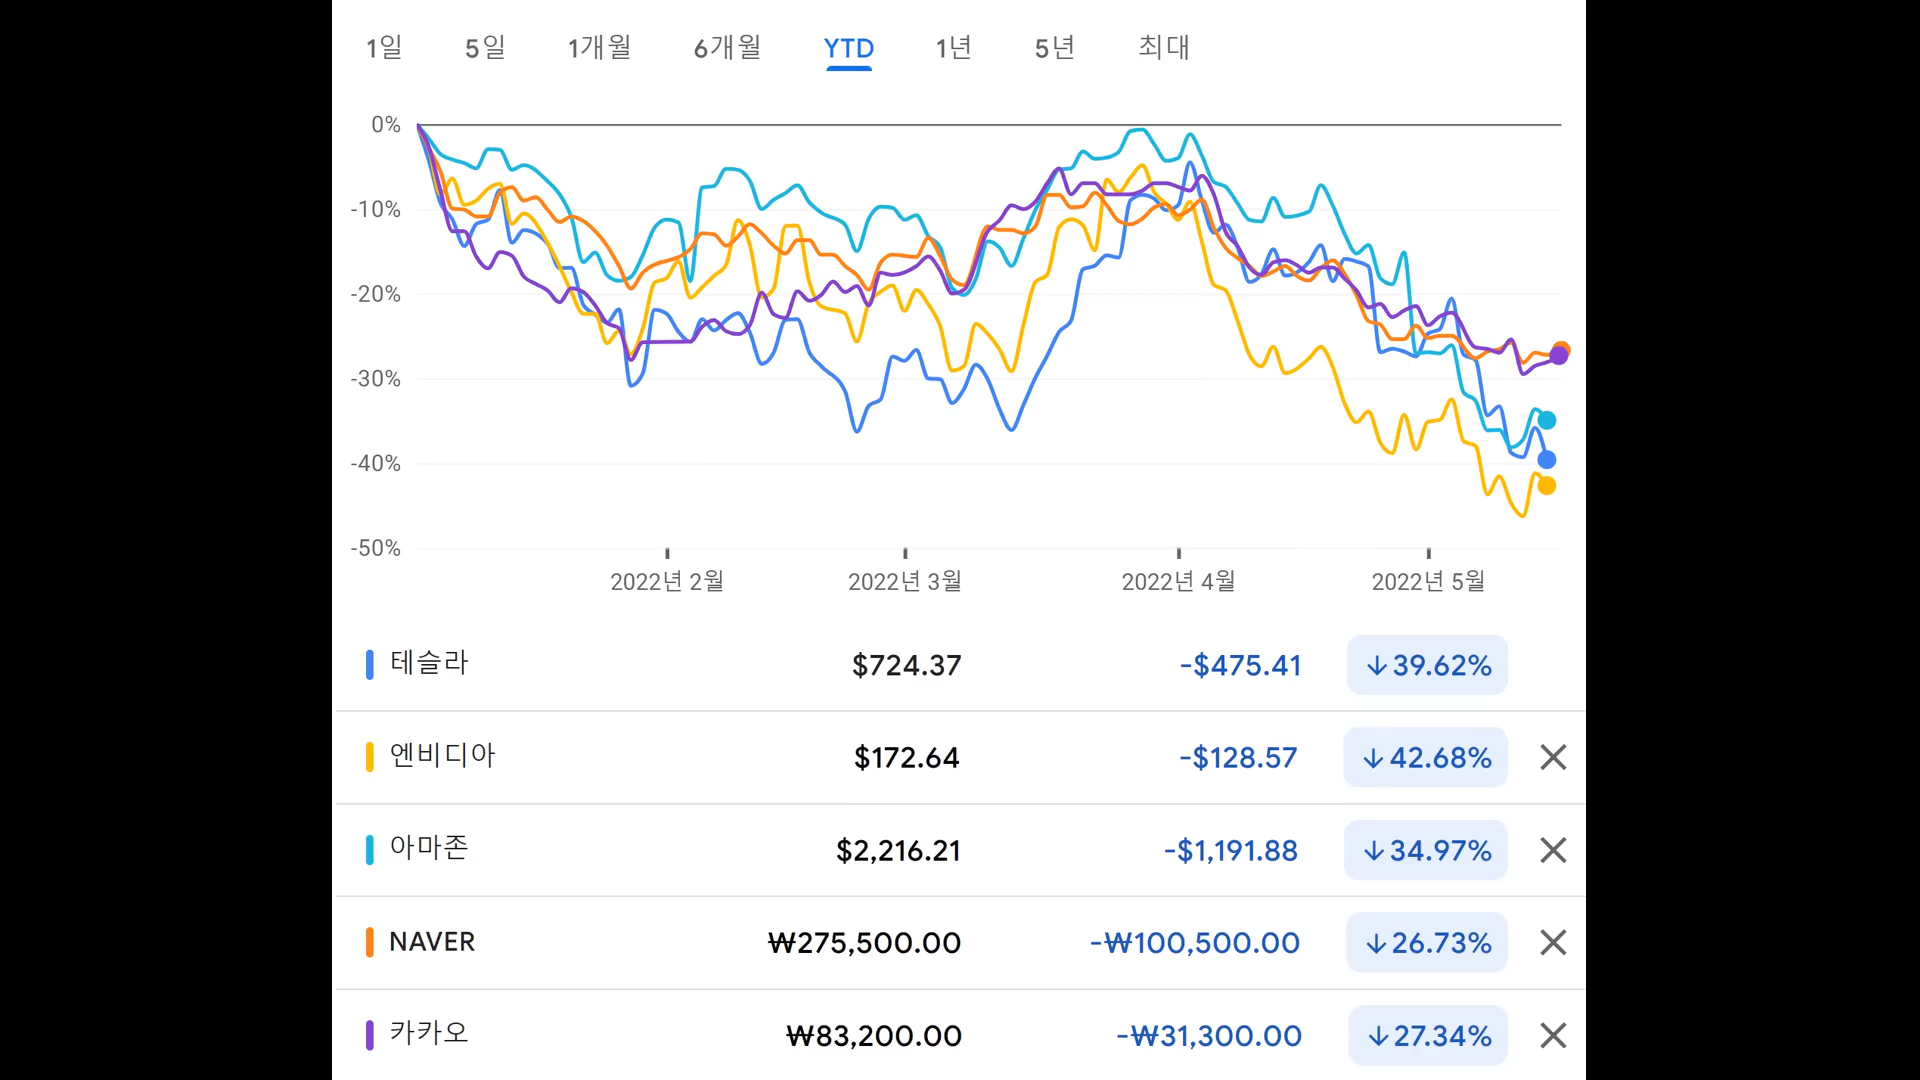 1일 5일 1개월 6개월 YTD 1년 5년 최대
0%
-10%
-20%
-30%
-40%
-50%
2022년 2월 2022년 3월 2022년 4월 2022년 5월
테슬라 $724.37 -$475.41 ↓39.62%
엔비디아 $172.64 -$128.57 ↓42.68% ×
아마존 $2,216.21 -$1,191.88 ↓34.97% ×
NAVER ₩275,500.00 -₩100,500.00 ↓26.73% ×
카카오 ₩83,200.00 -₩31,300.00 ↓27.34% ×